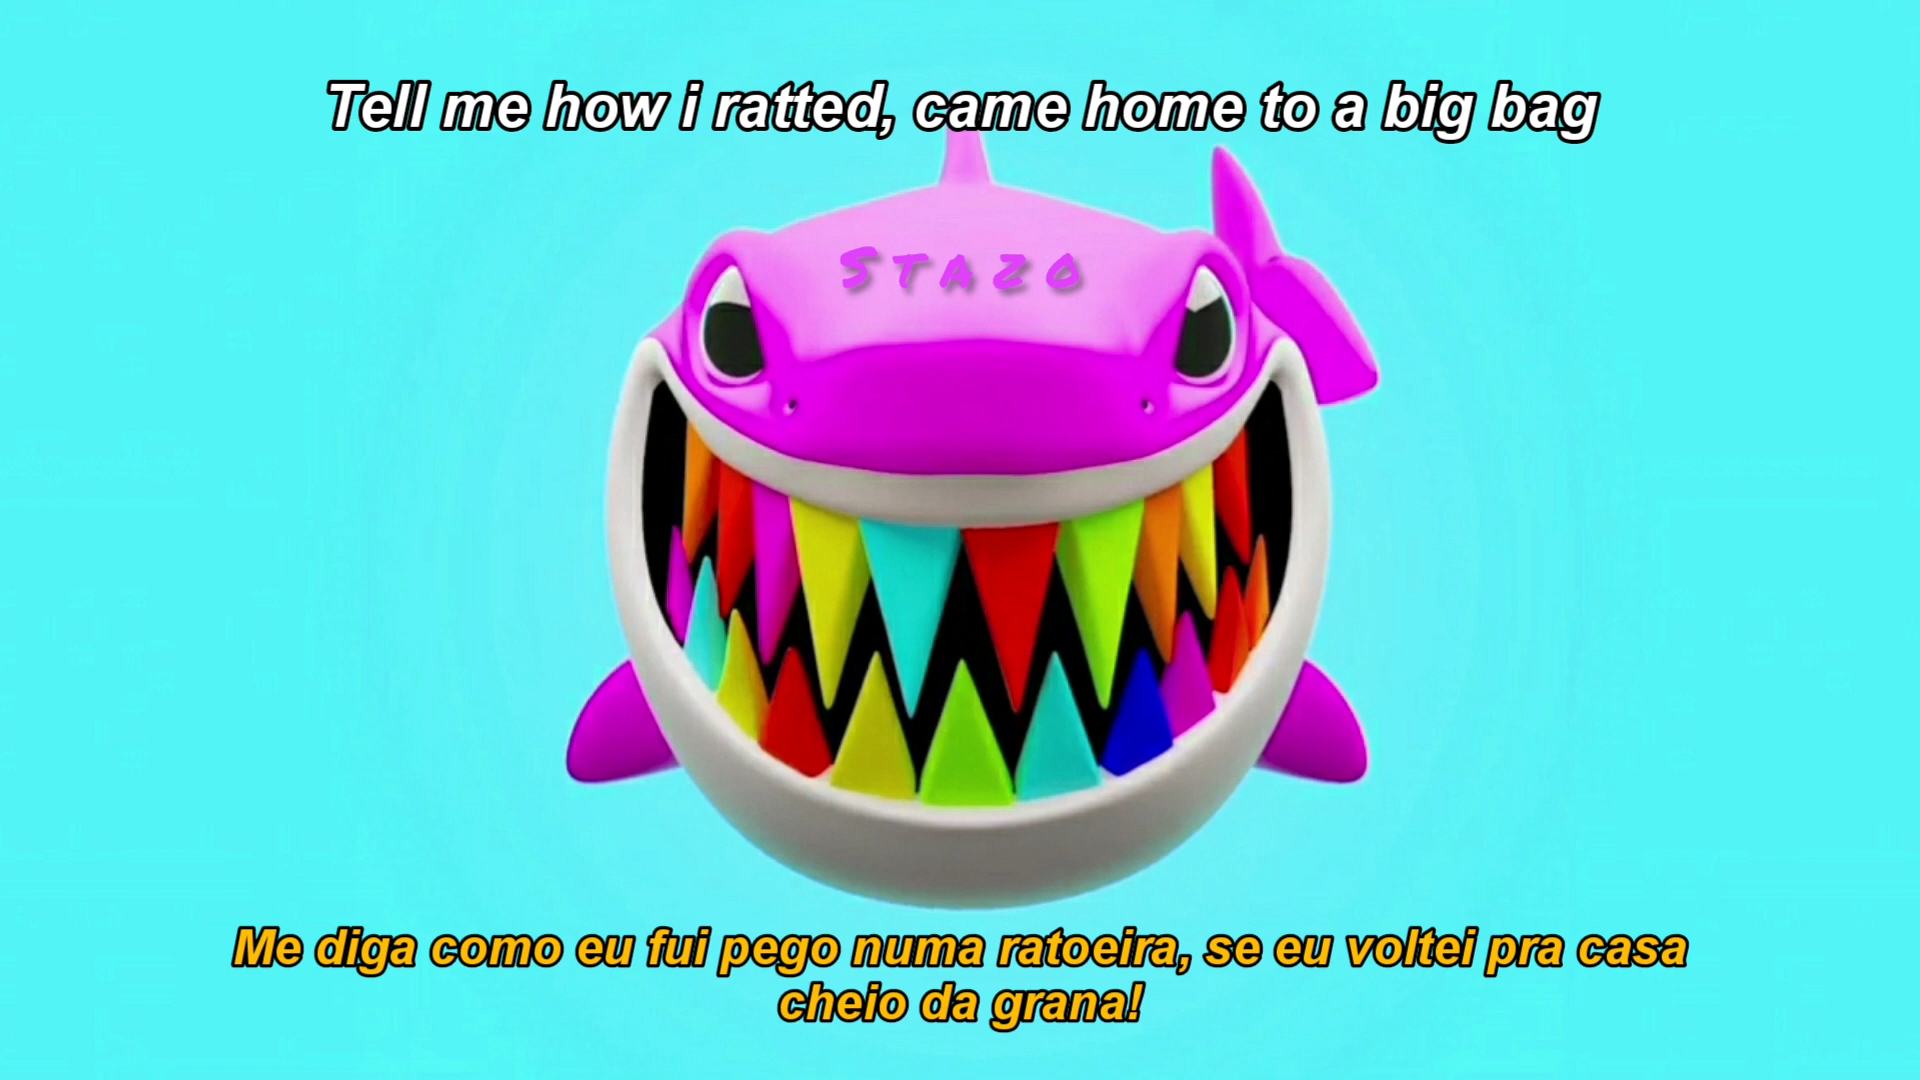 Tell me how i ratted, came home to a big bag
Stazo
Me diga como eu fui pego numa ratoeira, se eu voltei pra casa
cheio da grana!